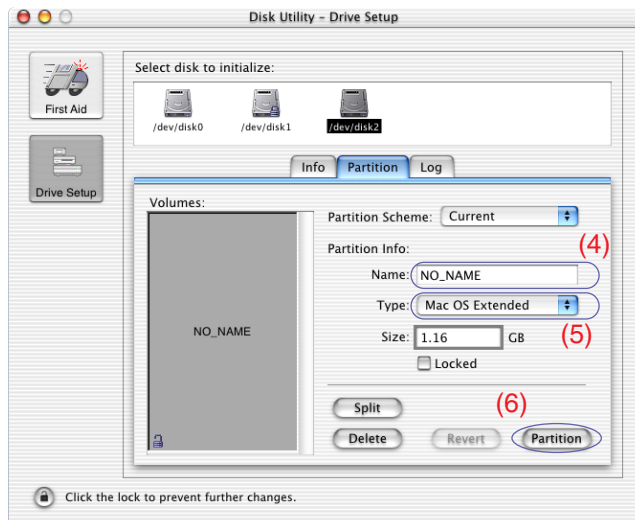 Disk Utility – Drive Setup
First Aid
Drive Setup
Select disk to initialize:
/dev/disk0 /dev/disk1 /dev/disk2
Info Partition Log
Volumes:
NO_NAME
Partition Scheme: Current
Partition Info:
(4)
Name: NO_NAME
Type: Mac OS Extended
(5)
Size: 1.16 GB
Locked
Split
(6)
Delete Revert Partition
Click the lock to prevent further changes.